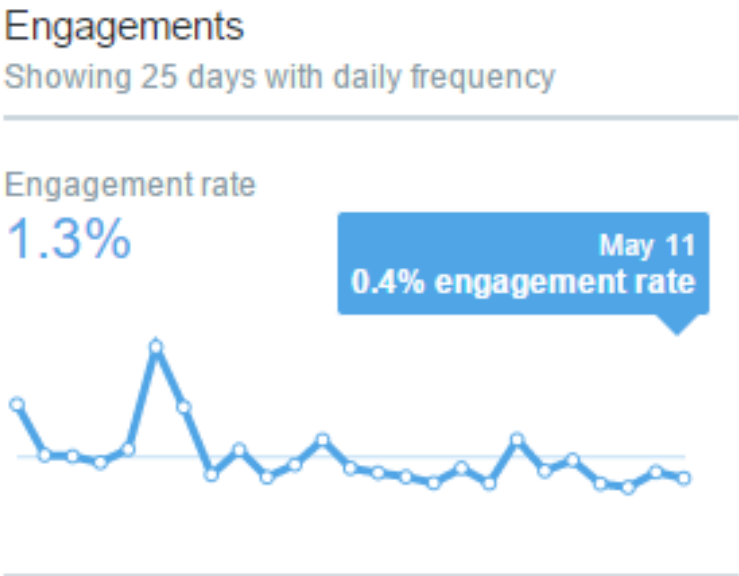 Engagements
Showing 25 days with daily frequency
Engagement rate
1.3%
May 11
0.4% engagement rate